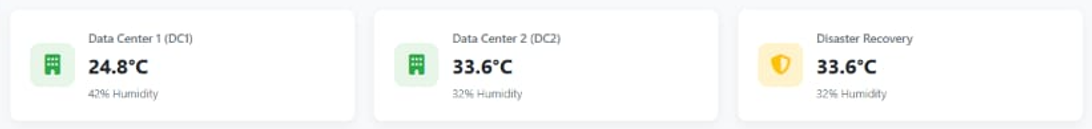 Data Center 1 (DC1)
24.8°C
42% Humidity
Data Center 2 (DC2)
33.6°C
32% Humidity
Disaster Recovery
33.6°C
32% Humidity